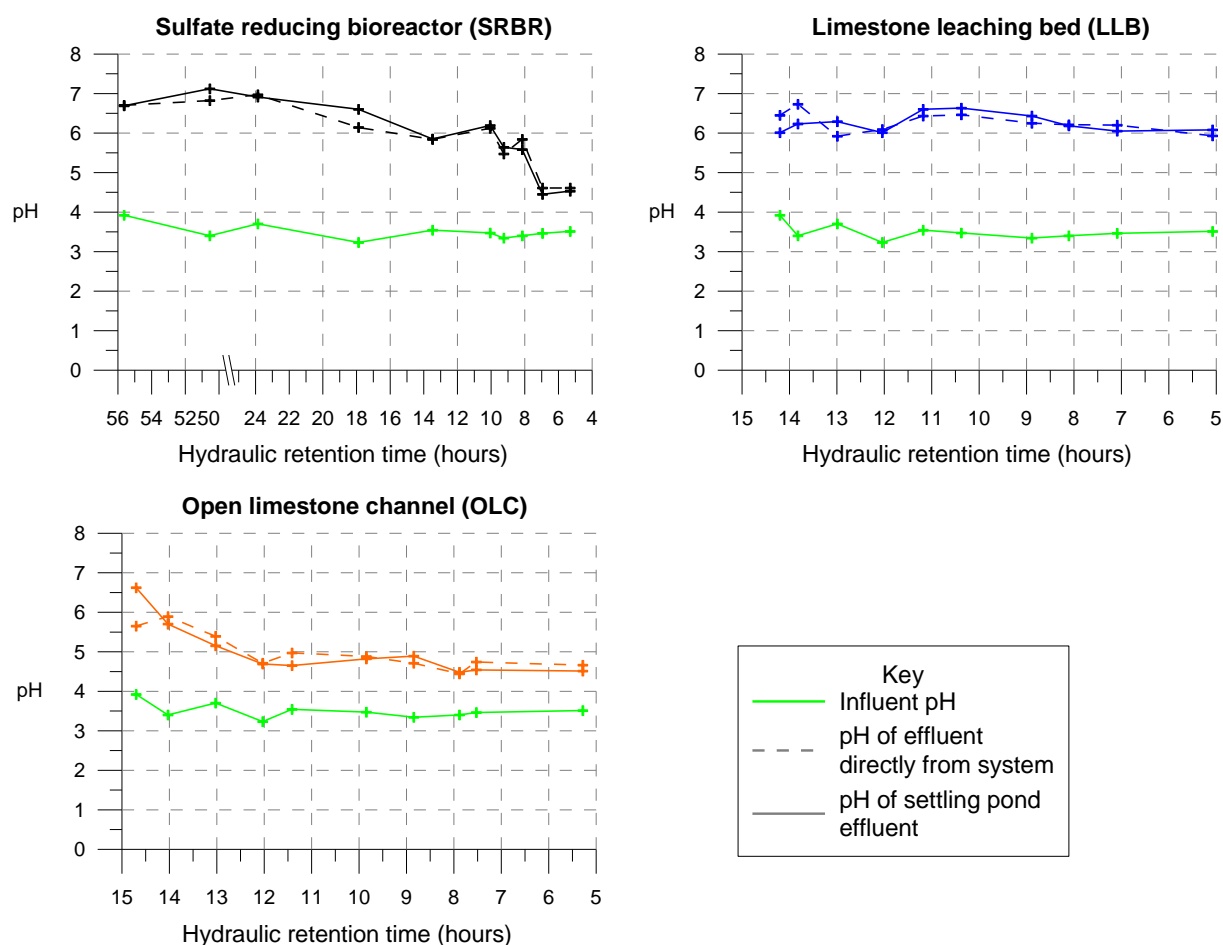 Sulfate reducing bioreactor (SRBR)
8
7
6
5
pH
4
3
2
1
0
56 54 52 50 24 22 20 18 16 14 12 10 8 6 4
Hydraulic retention time (hours)
Limestone leaching bed (LLB)
8
7
6
5
pH
4
3
2
1
0
15 14 13 12 11 10 9 8 7 6 5
Hydraulic retention time (hours)
Open limestone channel (OLC)
8
7
6
5
pH
4
3
2
1
0
15 14 13 12 11 10 9 8 7 6 5
Hydraulic retention time (hours)
Key
Influent pH
pH of effluent
directly from system
pH of settling pond
effluent